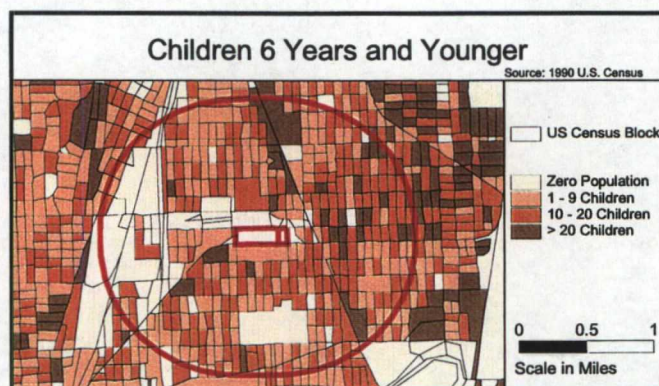 Children 6 Years and Younger
Source: 1990 U.S. Census
US Census Block
Zero Population
1 - 9 Children
10 - 20 Children
> 20 Children
0 0.5 1
Scale in Miles